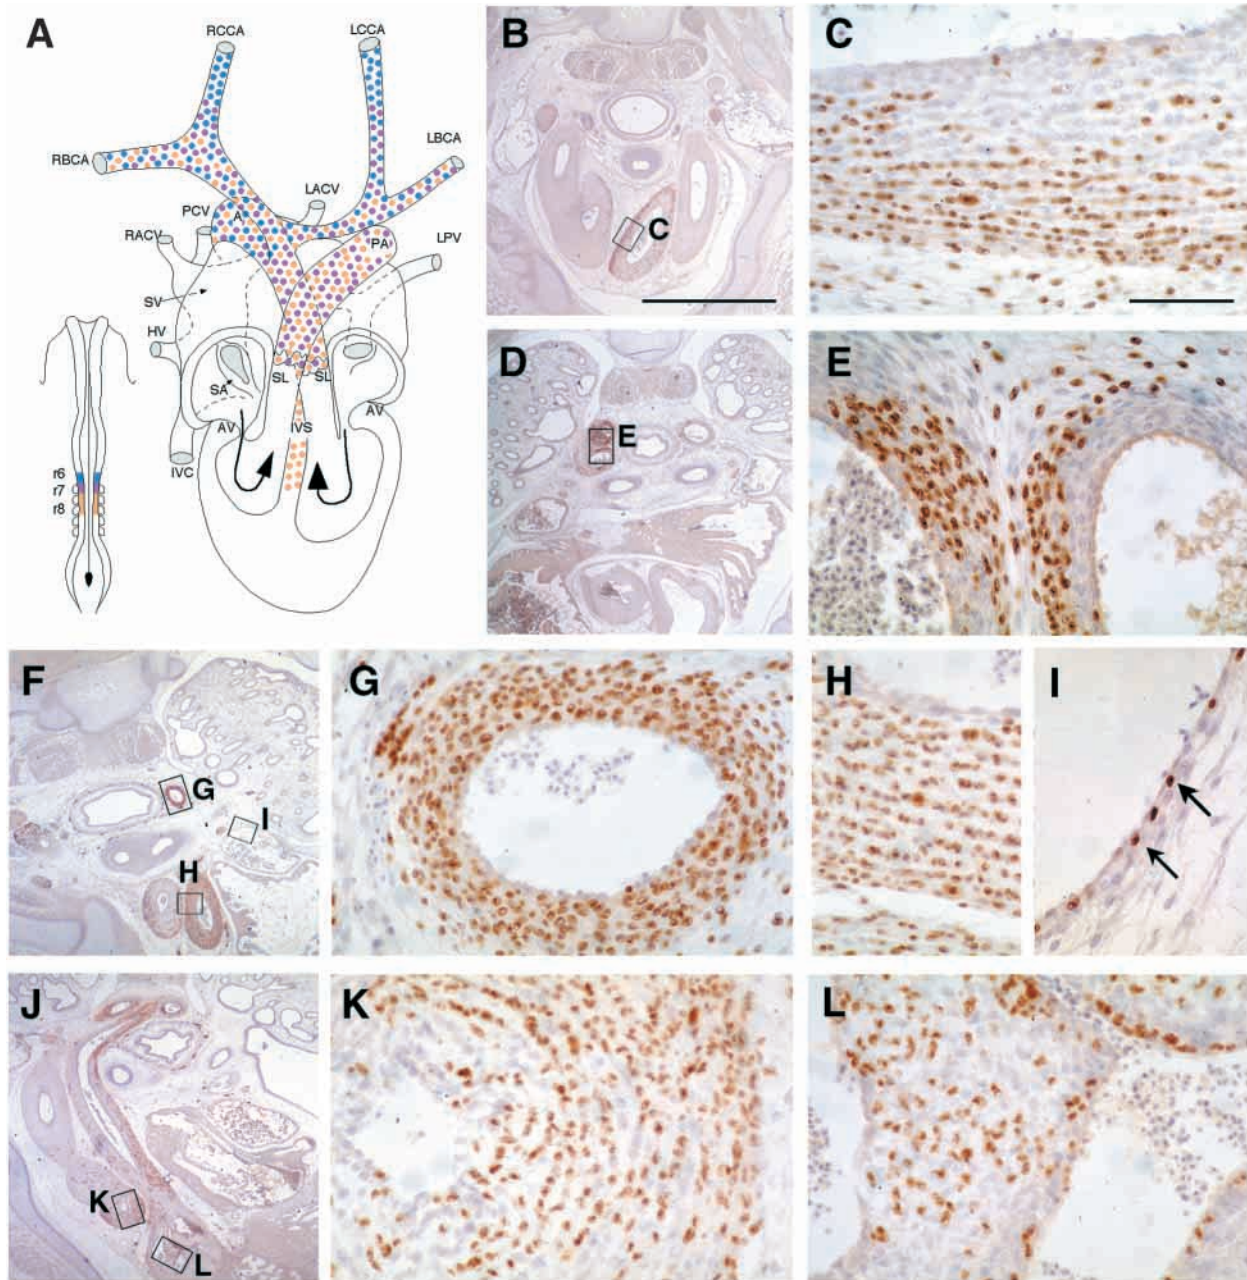 A
RCCA
LCCA
RBCA
LBCA
LACV
PCV
A
RACV
PA
LPV
SV
HV
SA
SL
SL
AV
AV
IVS
IVC
r6
r7
r8
B
C
C
D
E
E
F
G
I
H
G
H
I
J
K
L
K
L